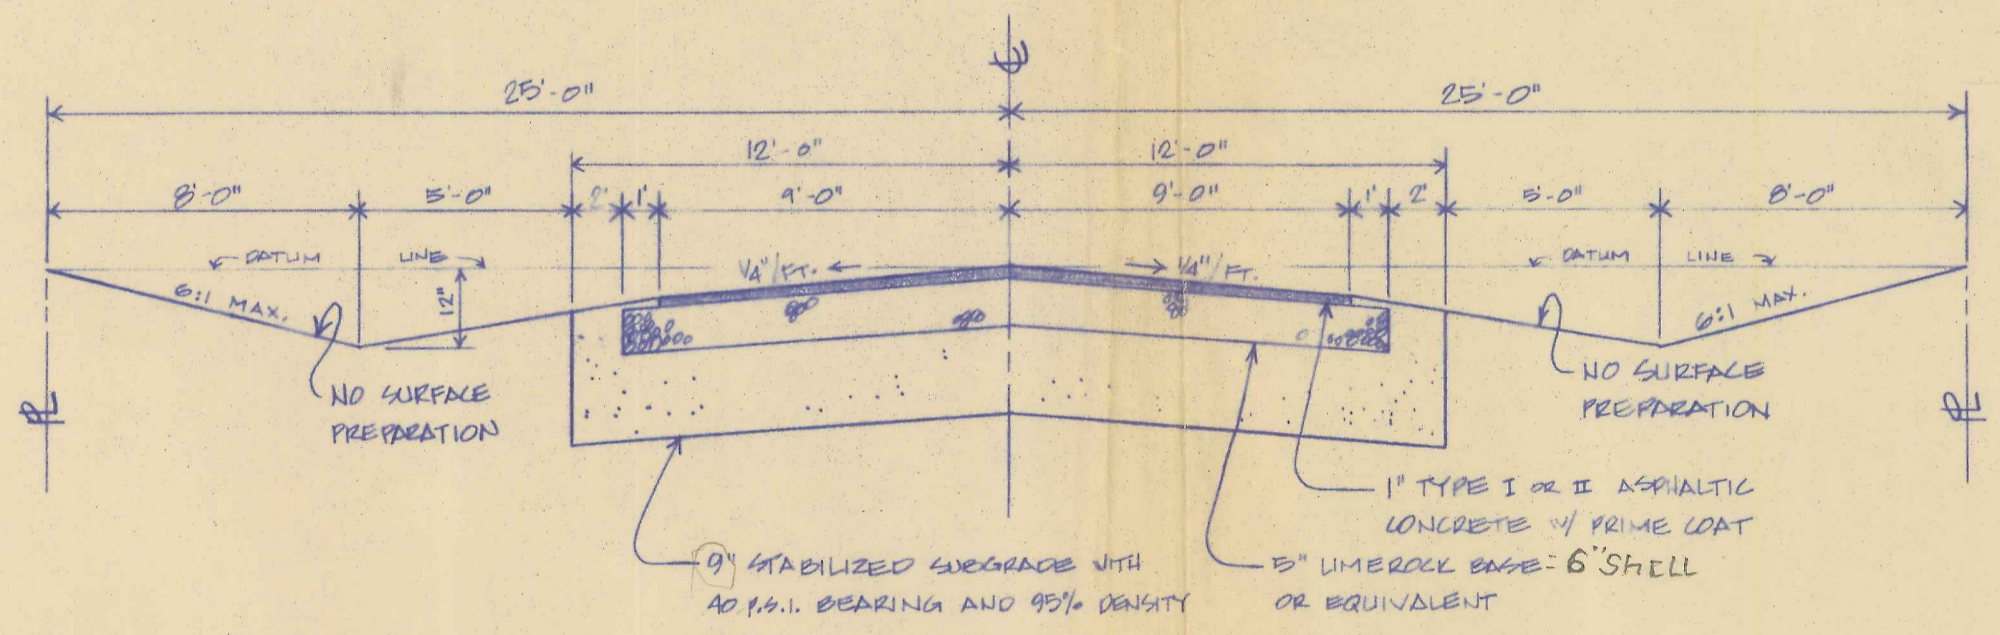 ℄
25'-0" 25'-0"
12'-0" 12'-0"
8'-0" 5'-0" 2' 1' 9'-0" 9'-0" 1' 2' 5'-0" 8'-0"
DATUM LINE 1/4"/FT. 1/4"/FT. DATUM LINE
6:1 MAX. 12" 6:1 MAX.
NO SURFACE
PREPARATION
NO SURFACE
PREPARATION
PL PL
1" TYPE I OR II ASPHALTIC
CONCRETE W/ PRIME COAT
9" STABILIZED SUBGRADE WITH
40 P.S.I. BEARING AND 95% DENSITY
5" LIMEROCK BASE = 6" SHELL
OR EQUIVALENT